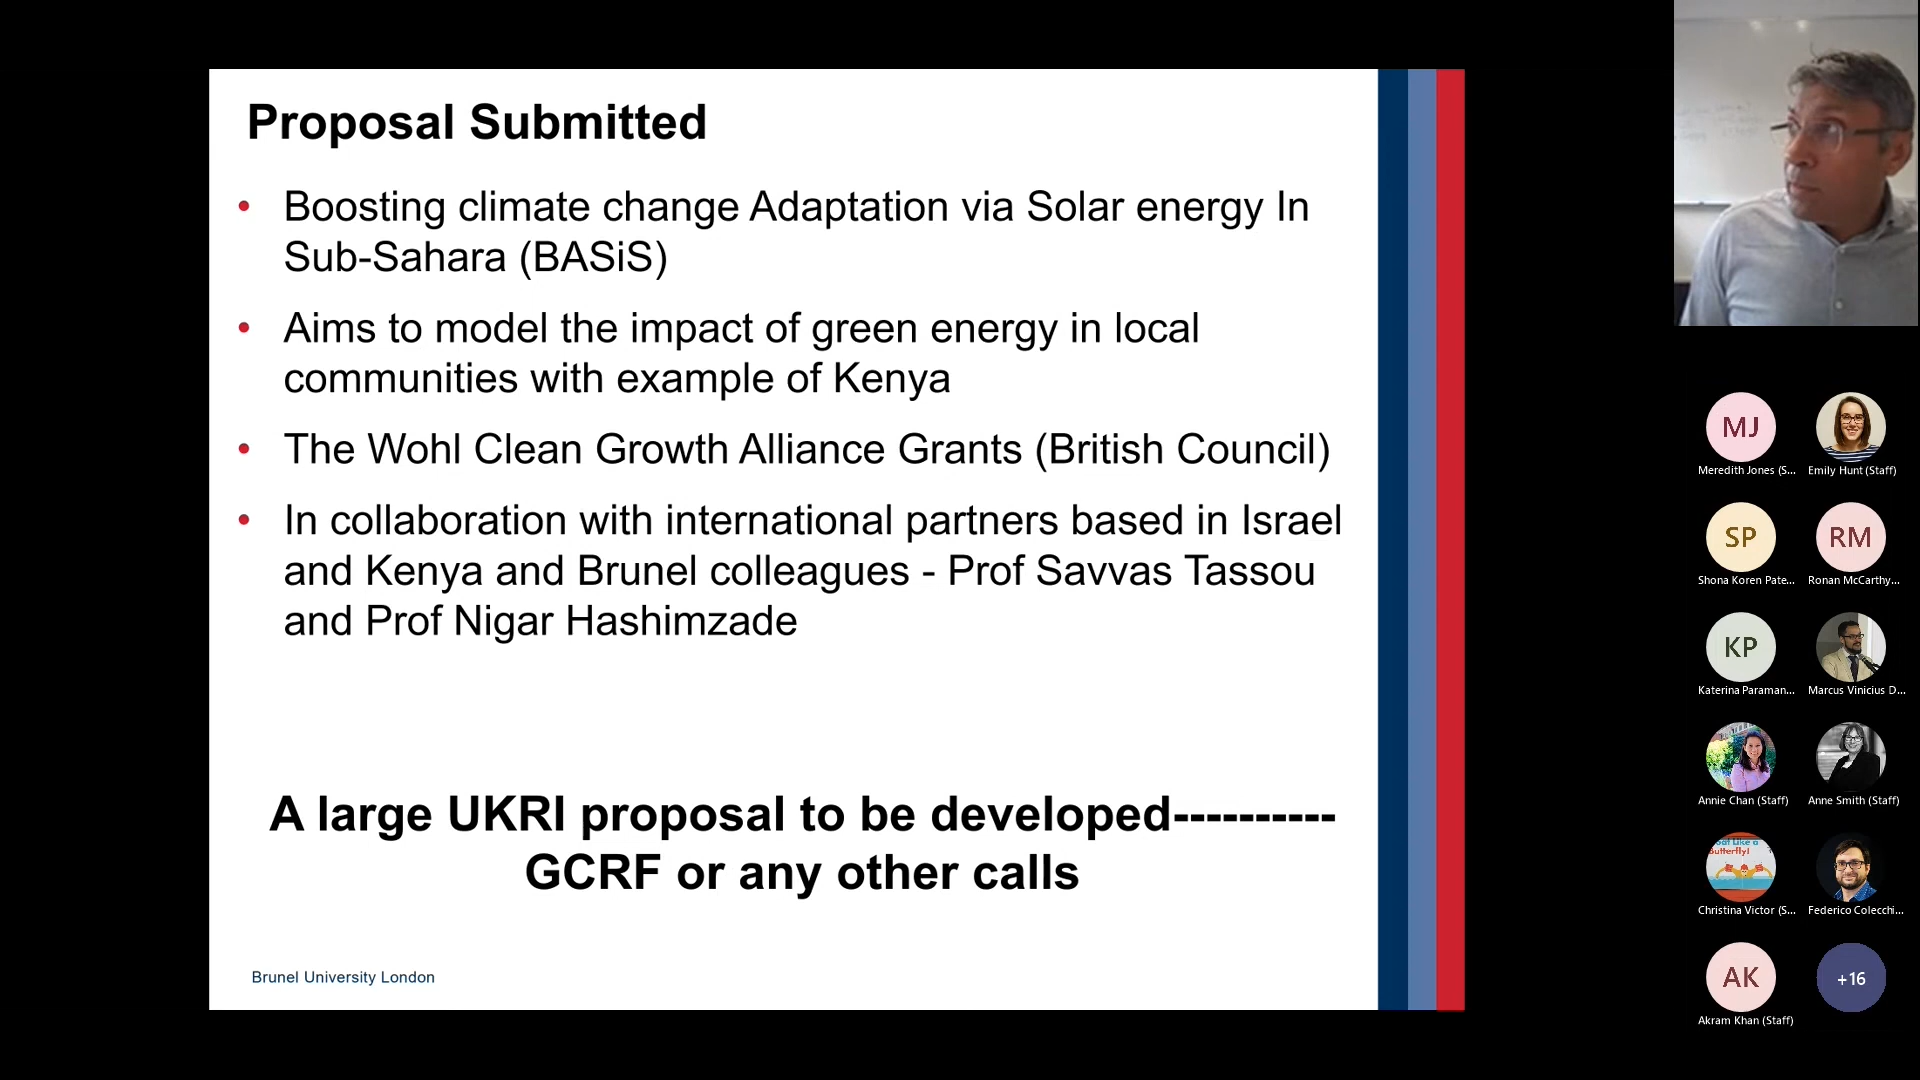 Proposal Submitted
• Boosting climate change Adaptation via Solar energy In
Sub-Sahara (BASiS)
• Aims to model the impact of green energy in local
communities with example of Kenya
• The Wohl Clean Growth Alliance Grants (British Council)
• In collaboration with international partners based in Israel
and Kenya and Brunel colleagues - Prof Savvas Tassou
and Prof Nigar Hashimzade
A large UKRI proposal to be developed----------
GCRF or any other calls
Brunel University London
MJ
Meredith Jones (S...
Emily Hunt (Staff)
SP
RM
Shona Koren Pate...
Ronan McCarthy...
KP
Katerina Paraman...
Marcus Vinicius D...
Annie Chan (Staff)
Anne Smith (Staff)
Like a
Butterfly!
Christina Victor (S...
Federico Colecchi...
AK
+16
Akram Khan (Staff)